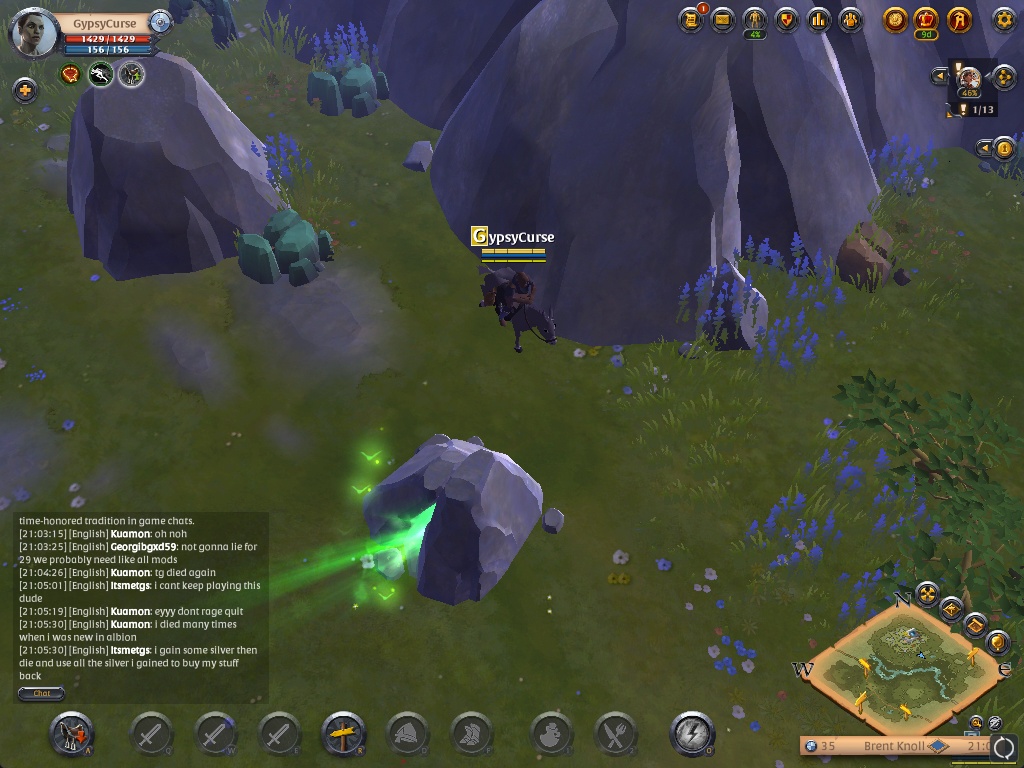 GypsyCurse
1429 / 1429
156 / 156
1
4%
9d
46%
1/13
1
GypsyCurse
time-honored tradition in game chats.
[21:03:15] [English] Kuamon: oh noh
[21:03:25] [English] Georgibgxd59: not gonna lie for
29 we probably need like all mods
[21:04:26] [English] Kuamon: tg died again
[21:05:01] [English] Itsmetgs: i cant keep playing this
dude
[21:05:19] [English] Kuamon: eyyy dont rage quit
[21:05:30] [English] Kuamon: i died many times
when i was new in albion
[21:05:30] [English] Itsmetgs: i gain some silver then
die and use all the silver i gained to buy my stuff
back
Chat
N
W
E
A
Q
W
E
R
35
Brent Knoll